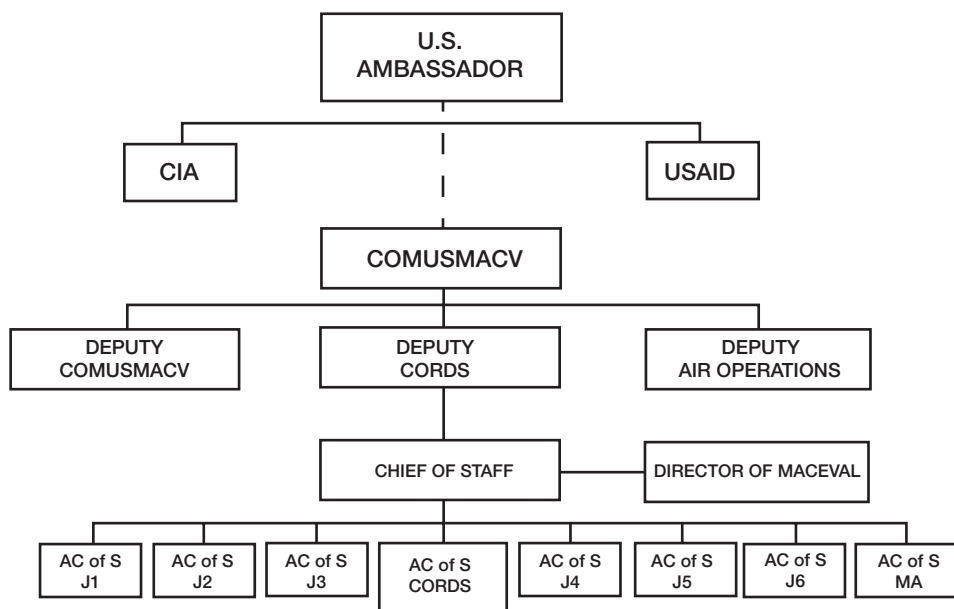 U.S.
AMBASSADOR
CIA
USAID
COMUSMACV
DEPUTY
COMUSMACV
DEPUTY
CORDS
DEPUTY
AIR OPERATIONS
CHIEF OF STAFF
DIRECTOR OF MACEVAL
AC of S
J1
AC of S
J2
AC of S
J3
AC of S
CORDS
AC of S
J4
AC of S
J5
AC of S
J6
AC of S
MA